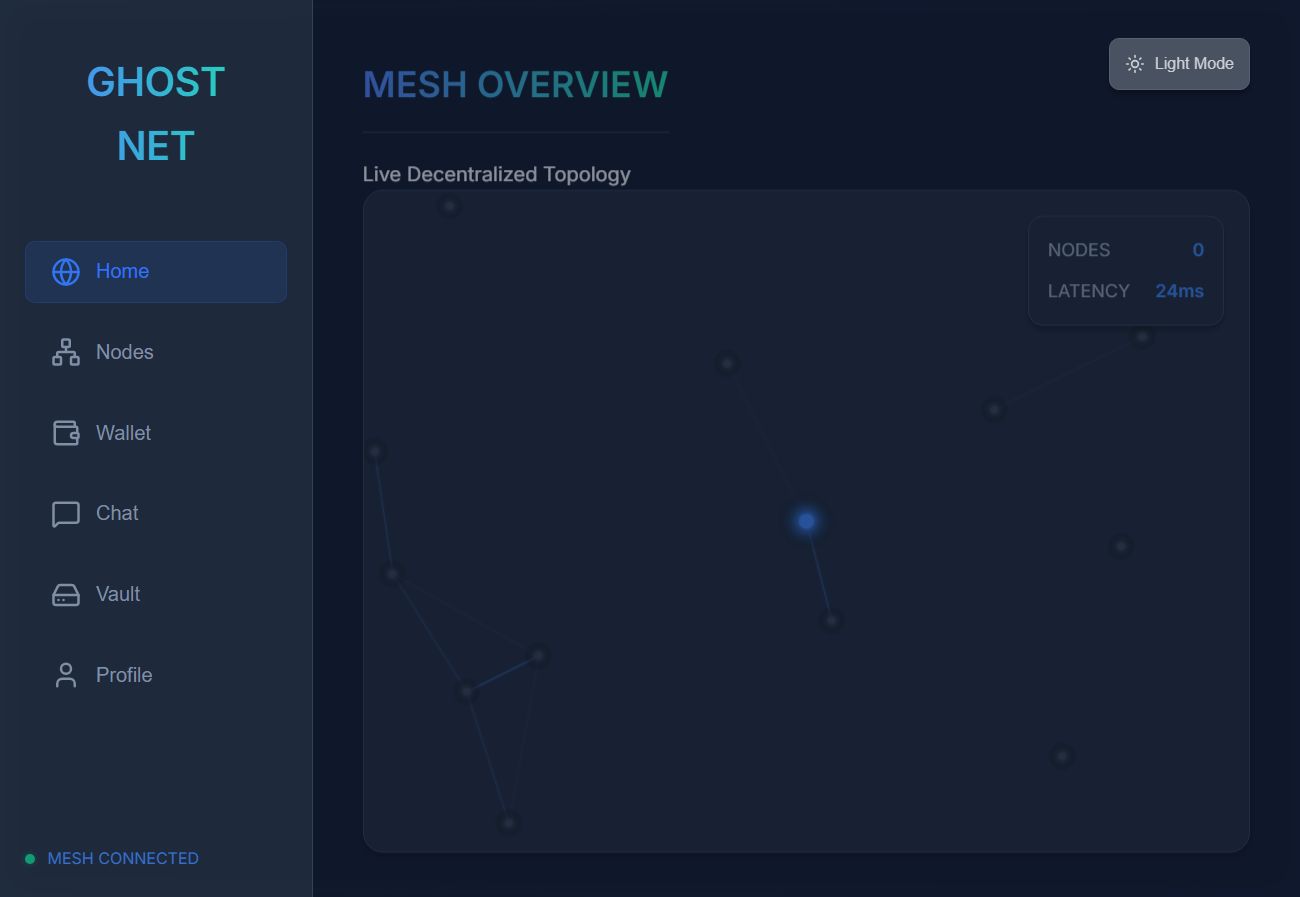 GHOST
NET
Home
Nodes
Wallet
Chat
Vault
Profile
MESH CONNECTED
MESH OVERVIEW
Light Mode
Live Decentralized Topology
NODES 0
LATENCY 24ms